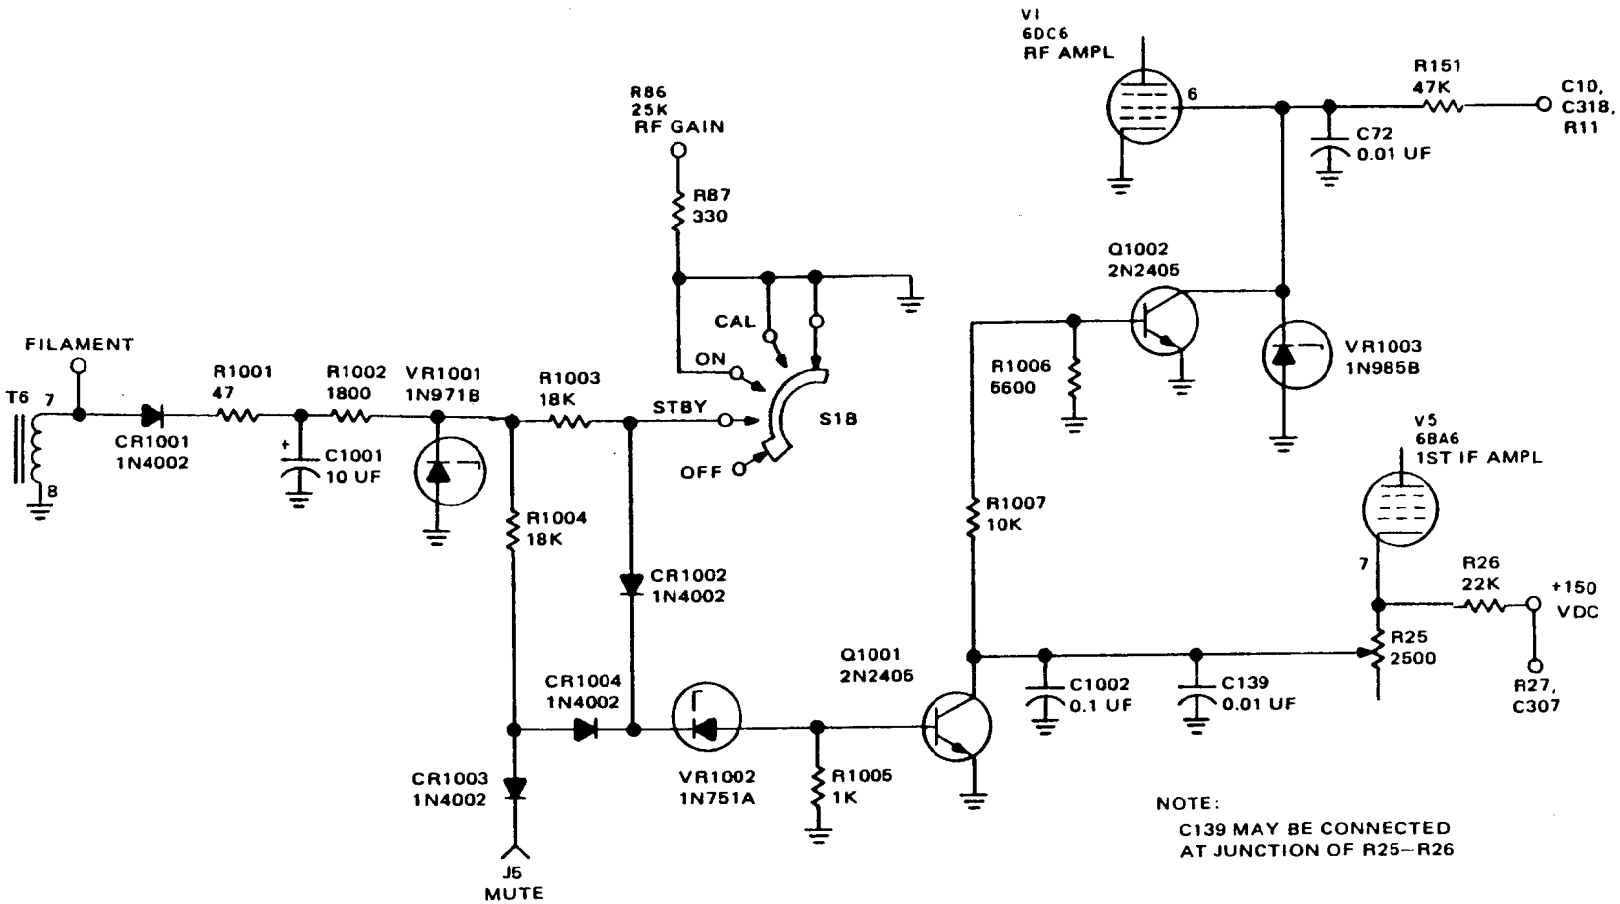 V1
6DC6
RF AMPL
6
R151
47K
C10,
C318,
R11
C72
0.01 UF
R86
25K
RF GAIN
R87
330
Q1002
2N2405
CAL
ON
STBY
OFF
S1B
R1006
5600
VR1003
1N985B
FILAMENT
T6
7
8
CR1001
1N4002
R1001
47
+
C1001
10 UF
R1002
1800
VR1001
1N971B
R1003
18K
R1004
18K
CR1002
1N4002
R1007
10K
V5
6BA6
1ST IF AMPL
7
R26
22K
+150
VDC
R25
2500
R27,
C307
Q1001
2N2405
C1002
0.1 UF
C139
0.01 UF
CR1004
1N4002
CR1003
1N4002
VR1002
1N751A
R1005
1K
J5
MUTE
NOTE:
C139 MAY BE CONNECTED
AT JUNCTION OF R25–R26